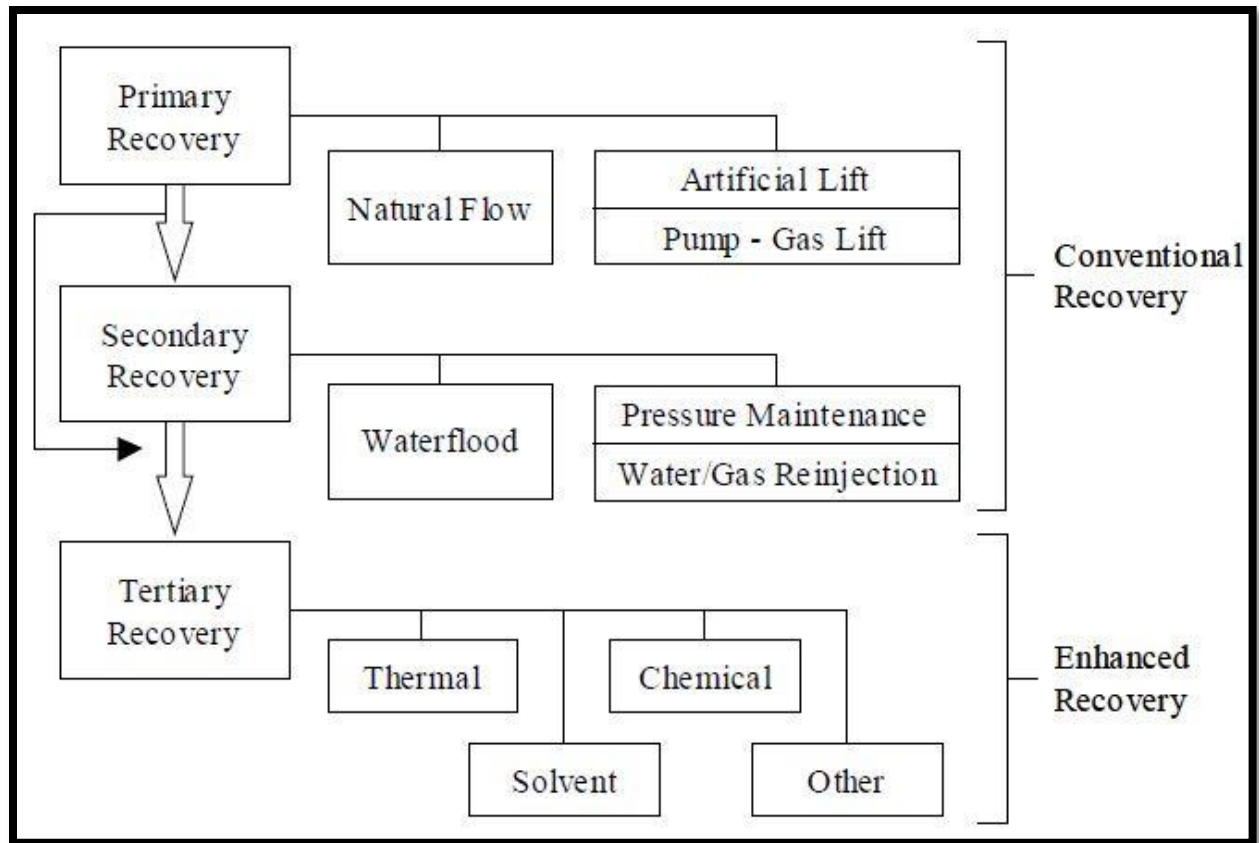 Primary
Recovery
Natural Flow
Artificial Lift
Pump - Gas Lift
Conventional
Recovery
Secondary
Recovery
Waterflood
Pressure Maintenance
Water/Gas Reinjection
Tertiary
Recovery
Thermal
Chemical
Solvent
Other
Enhanced
Recovery